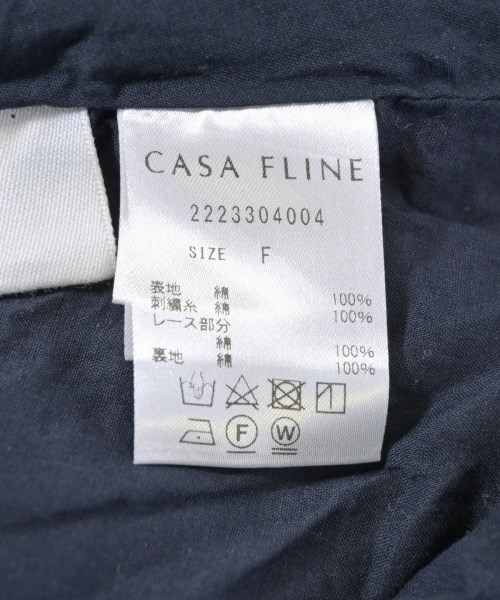 CASA FLINE
2223304004
SIZE F
表地 綿 100%
刺繍糸 綿 100%
レース部分
綿 100%
裏地 綿 100%
F W